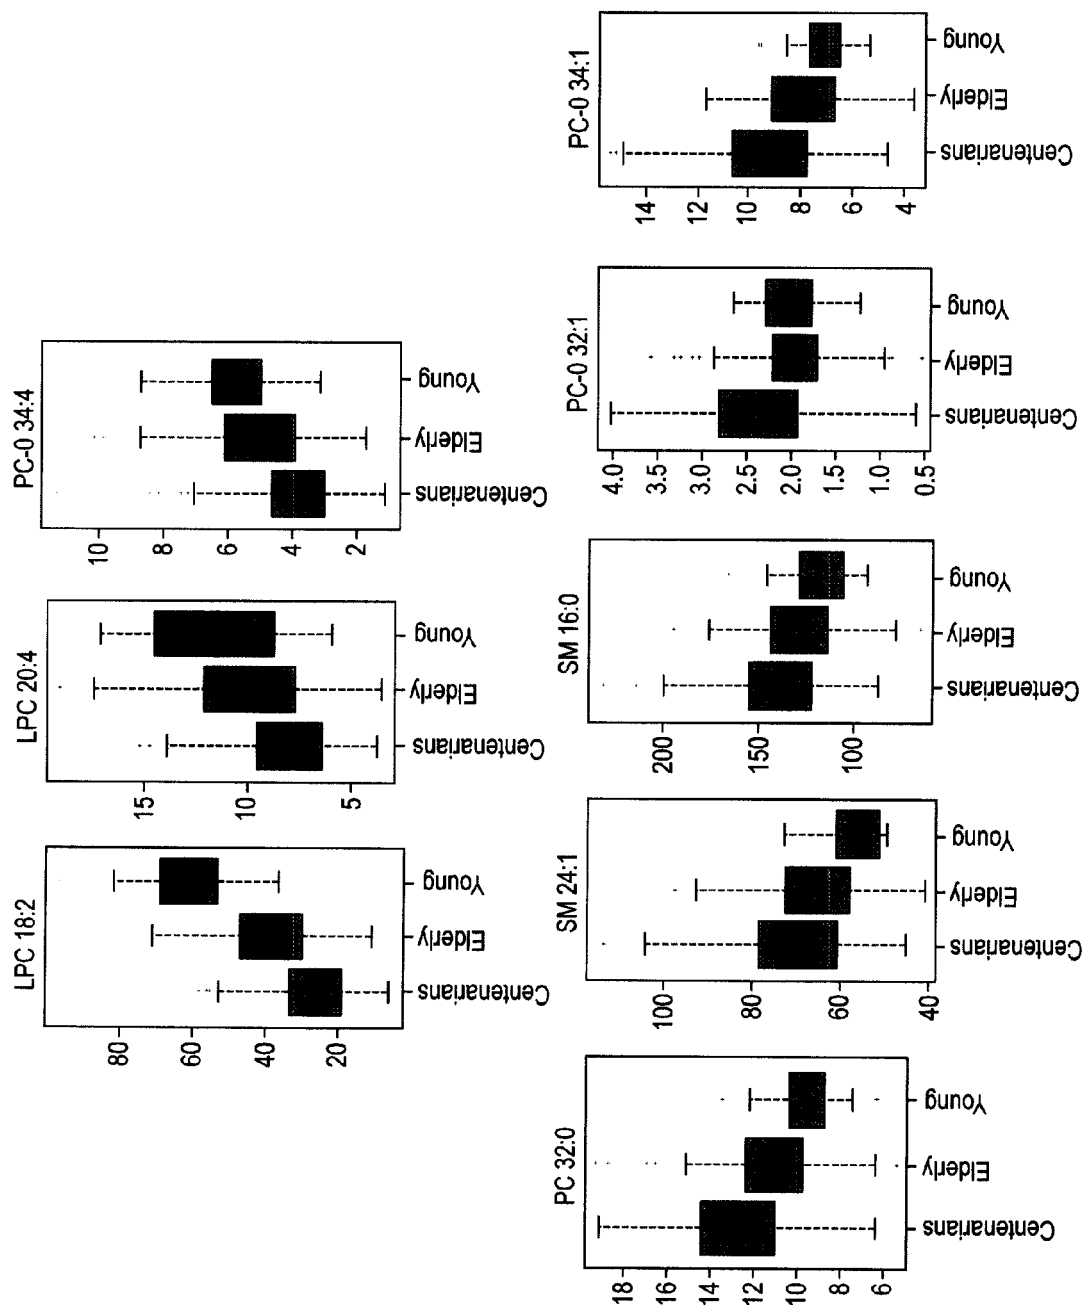 LPC 18:2
80
60
40
20
Centenarians
Elderly
Young
LPC 20:4
15
10
5
Centenarians
Elderly
Young
PC-0 34:4
10
8
6
4
2
Centenarians
Elderly
Young
PC 32:0
18
16
14
12
10
8
6
Centenarians
Elderly
Young
SM 24:1
100
80
60
40
Centenarians
Elderly
Young
SM 16:0
200
150
100
Centenarians
Elderly
Young
PC-0 32:1
4.0
3.5
3.0
2.5
2.0
1.5
1.0
0.5
Centenarians
Elderly
Young
PC-0 34:1
14
12
10
8
6
4
Centenarians
Elderly
Young